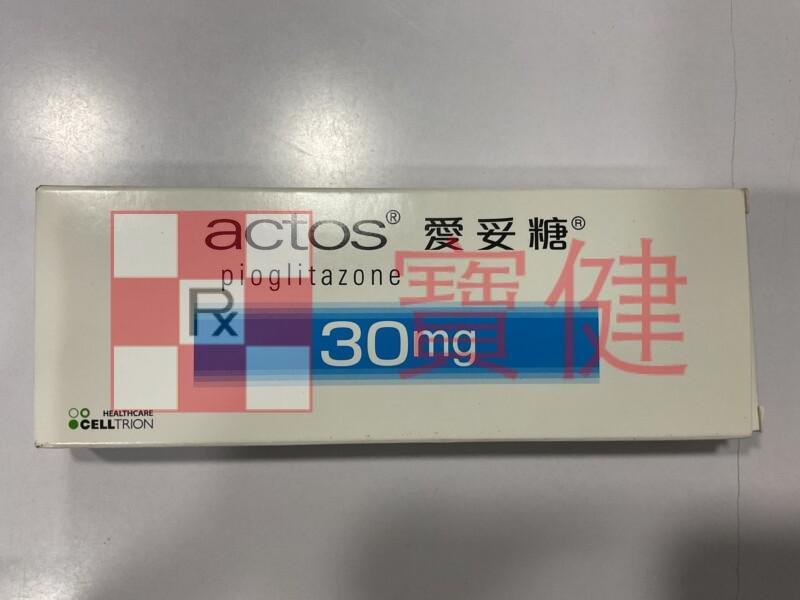 actos® 愛妥糖®
pioglitazone
Rx
30mg
寶健
HEALTHCARE
CELLTRION